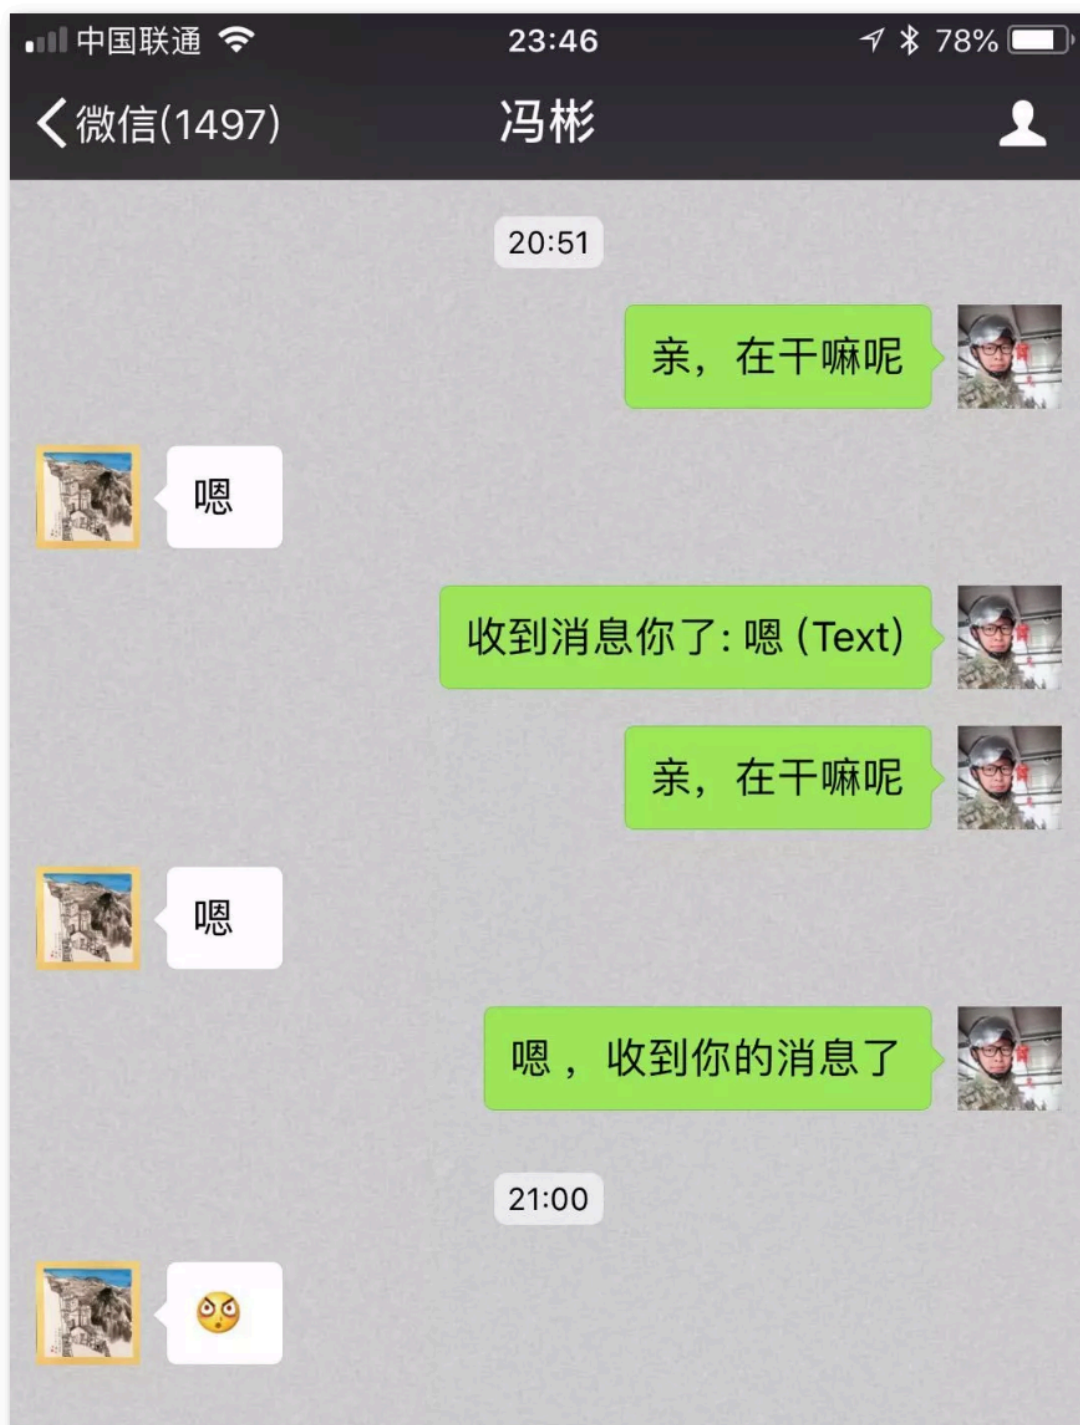 中国联通 23:46 78%
微信(1497) 冯彬
20:51
亲，在干嘛呢
嗯
收到消息你了: 嗯 (Text)
亲，在干嘛呢
嗯
嗯 ，收到你的消息了
21:00